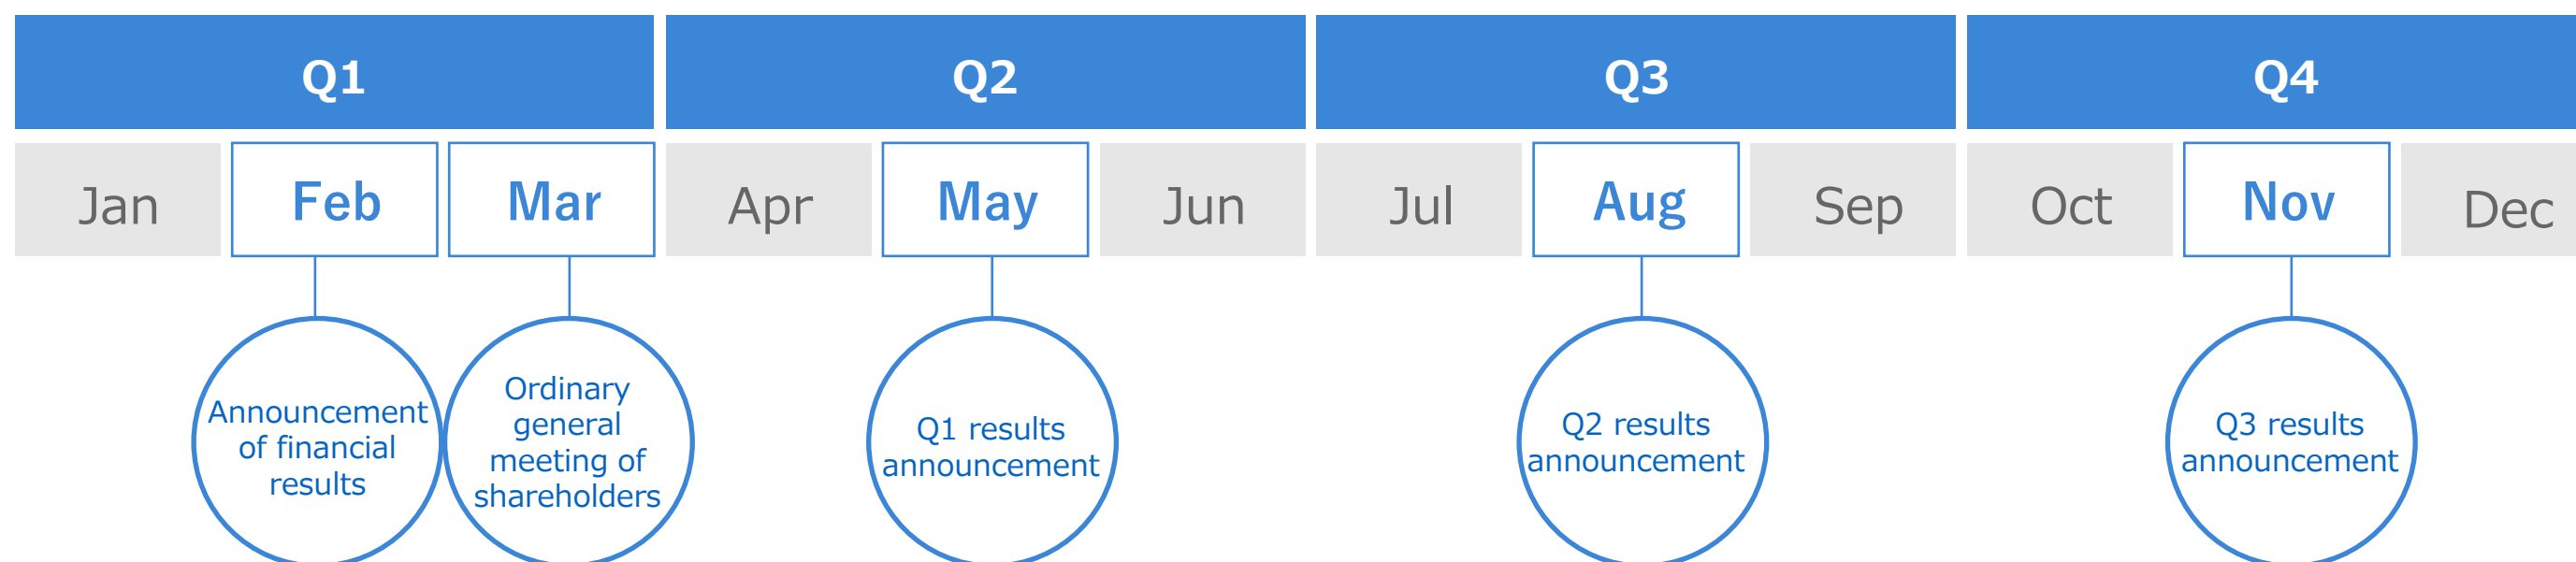 Q1 Q2 Q3 Q4
Jan Feb Mar Apr May Jun Jul Aug Sep Oct Nov Dec
Announcement
of financial
results
Ordinary
general
meeting of
shareholders
Q1 results
announcement
Q2 results
announcement
Q3 results
announcement